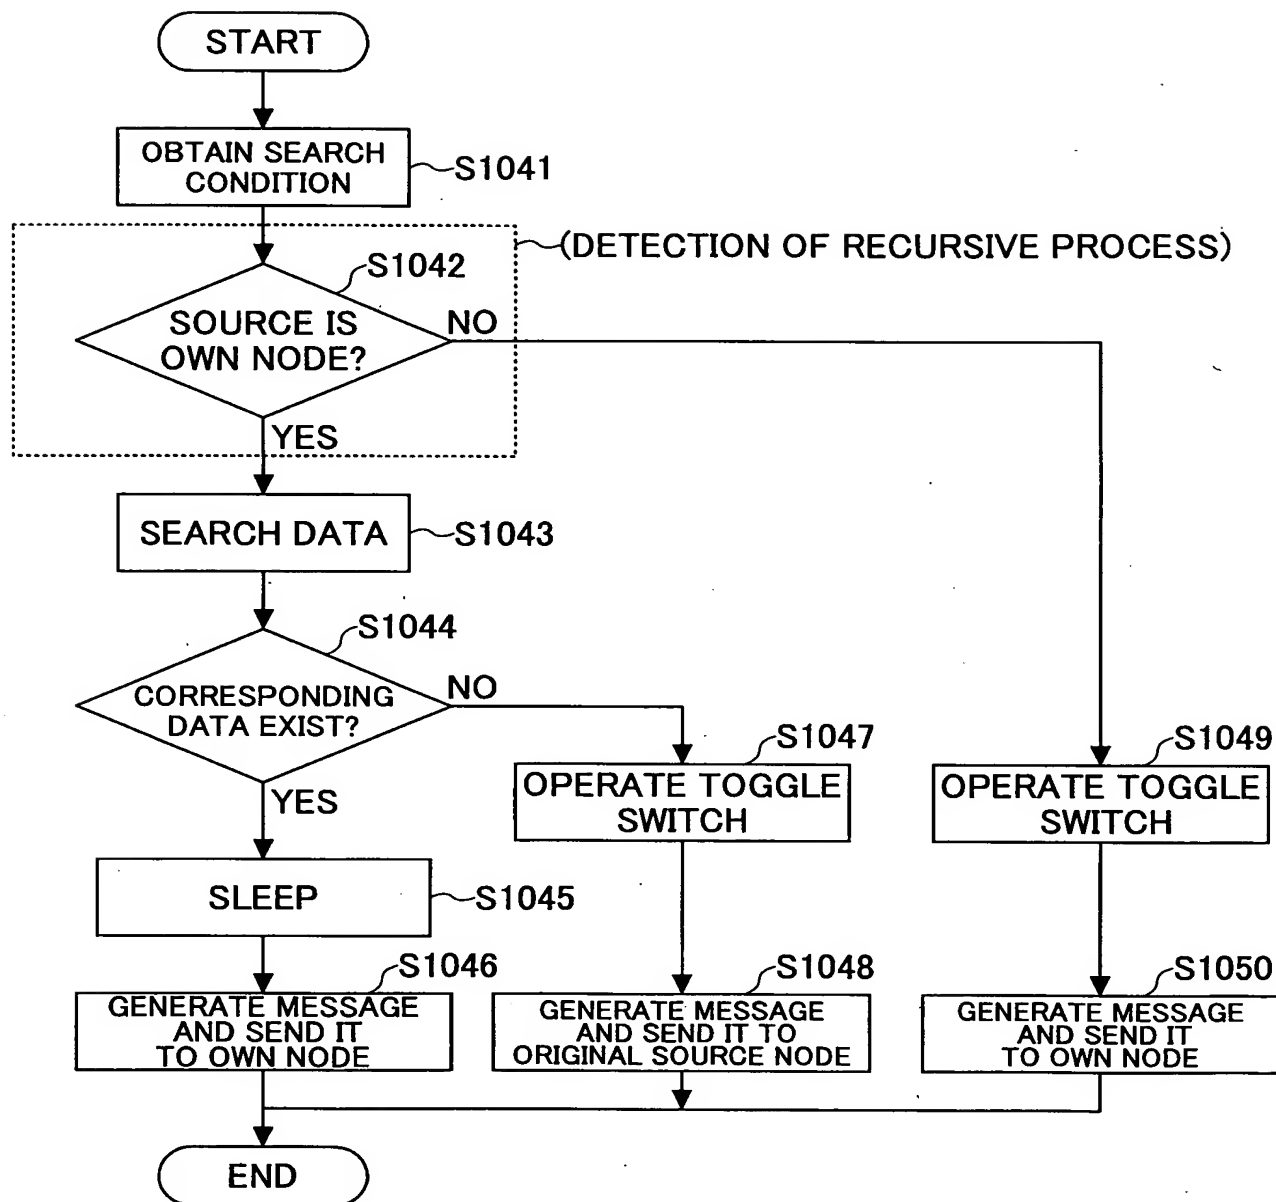 START
OBTAIN SEARCH
CONDITION
S1041
(DETECTION OF RECURSIVE PROCESS)
S1042
SOURCE IS
OWN NODE?
NO
YES
SEARCH DATA
S1043
S1044
CORRESPONDING
DATA EXIST?
NO
YES
S1047
OPERATE TOGGLE
SWITCH
S1049
OPERATE TOGGLE
SWITCH
SLEEP
S1045
S1046
GENERATE MESSAGE
AND SEND IT
TO OWN NODE
S1048
GENERATE MESSAGE
AND SEND IT TO
ORIGINAL SOURCE NODE
S1050
GENERATE MESSAGE
AND SEND IT
TO OWN NODE
END